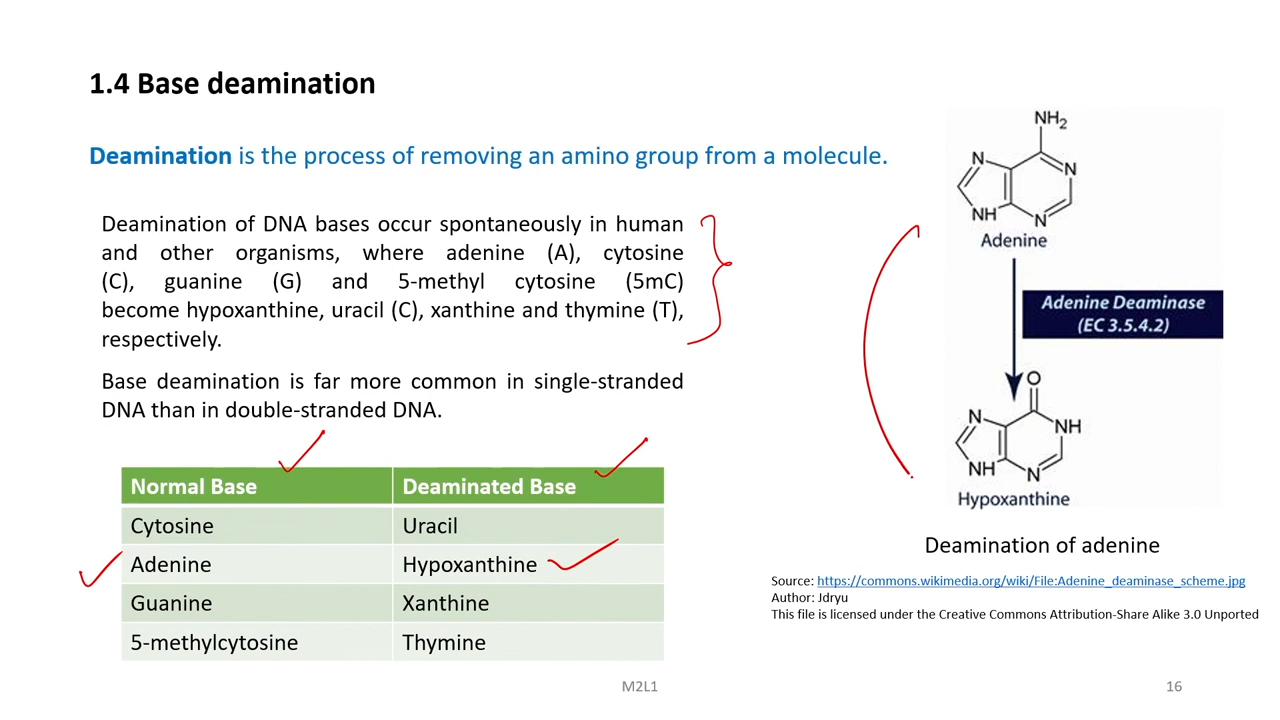 1.4 Base deamination
Deamination is the process of removing an amino group from a molecule.
Deamination of DNA bases occur spontaneously in human
and other organisms, where adenine (A), cytosine
(C), guanine (G) and 5-methyl cytosine (5mC)
become hypoxanthine, uracil (C), xanthine and thymine (T),
respectively.
Base deamination is far more common in single-stranded
DNA than in double-stranded DNA.
Normal Base Deaminated Base
Cytosine Uracil
Adenine Hypoxanthine
Guanine Xanthine
5-methylcytosine Thymine
NH2
N
N
NH
N
Adenine
Adenine Deaminase
(EC 3.5.4.2)
O
N
NH
NH
N
Hypoxanthine
Deamination of adenine
Source: https://commons.wikimedia.org/wiki/File:Adenine_deaminase_scheme.jpg
Author: Jdryu
This file is licensed under the Creative Commons Attribution-Share Alike 3.0 Unported
M2L1
16